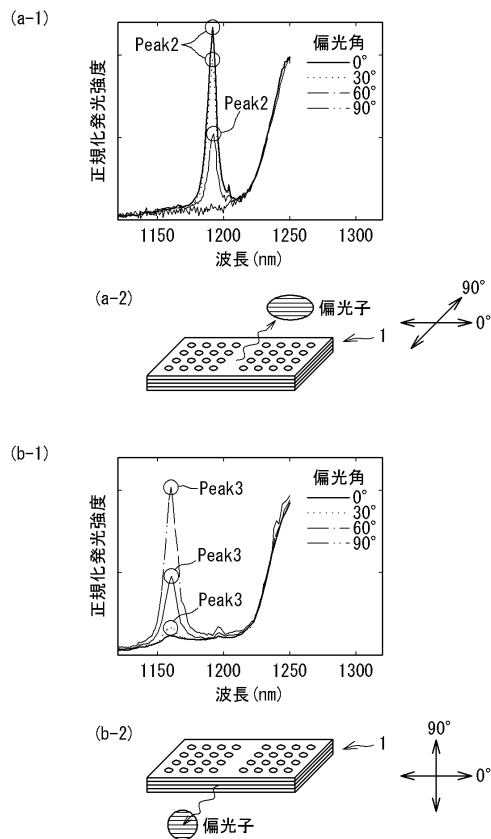 (a-1)
Peak2
Peak2
偏光角
0°
30°
60°
90°
正規化発光強度
1150 1200 1250 1300
波長(nm)
(a-2)
偏光子
90°
0°
1
(b-1)
Peak3
Peak3
Peak3
偏光角
0°
30°
60°
90°
正規化発光強度
1150 1200 1250 1300
波長(nm)
(b-2)
1
90°
0°
偏光子